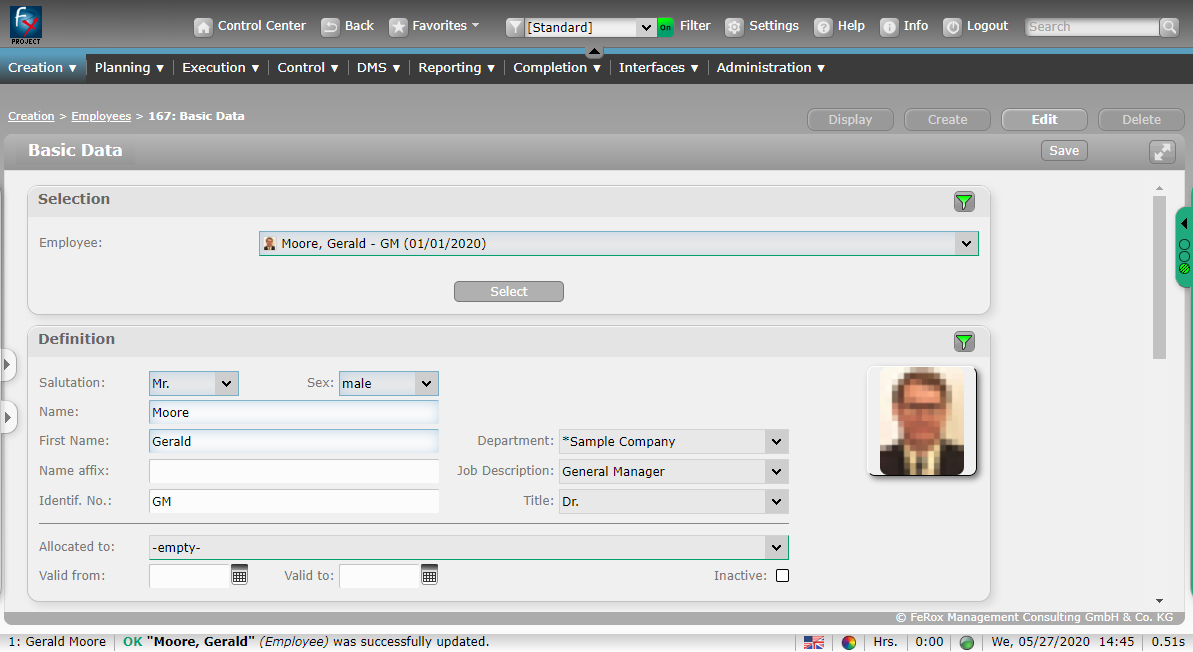 PROJECT
Control Center Back Favorites [Standard] On Filter Settings Help Info Logout Search
Creation ▼ Planning ▼ Execution ▼ Control ▼ DMS ▼ Reporting ▼ Completion ▼ Interfaces ▼ Administration ▼
Creation > Employees > 167: Basic Data
Display Create Edit Delete
Basic Data Save
Selection
Employee: Moore, Gerald - GM (01/01/2020)
Select
Definition
Salutation: Mr. Sex: male
Name: Moore
First Name: Gerald Department: *Sample Company
Name affix: Job Description: General Manager
Identif. No.: GM Title: Dr.
Allocated to: -empty-
Valid from: Valid to: Inactive:
© FeRox Management Consulting GmbH & Co. KG
1: Gerald Moore OK "Moore, Gerald" (Employee) was successfully updated. Hrs. 0:00 We, 05/27/2020 14:45 0.51s